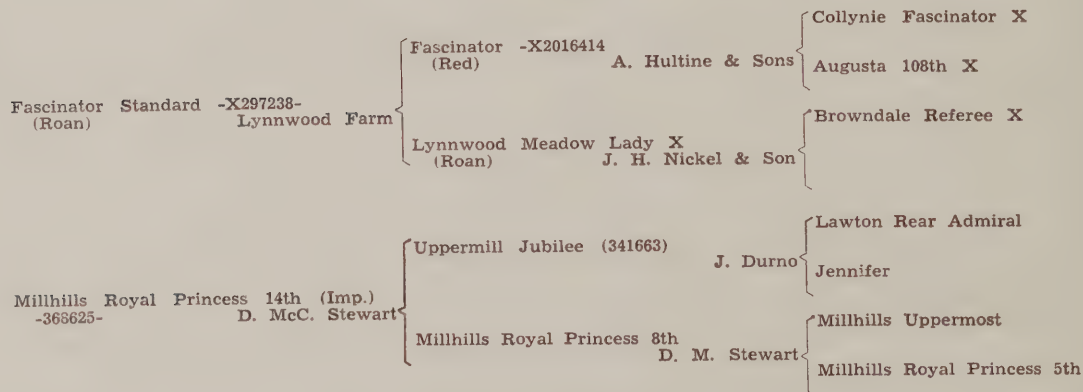 Collynie Fascinator X
Fascinator -X2016414
(Red) A. Hultine & Sons
Augusta 108th X
Fascinator Standard -X297238-
(Roan) Lynnwood Farm
Browndale Referee X
Lynnwood Meadow Lady X
(Roan) J. H. Nickel & Son
Lawton Rear Admiral
Uppermill Jubilee (341663)
J. Durno
Jennifer
Millhills Royal Princess 14th (Imp.)
-368625- D. McC. Stewart
Millhills Uppermost
Millhills Royal Princess 8th
D. M. Stewart
Millhills Royal Princess 5th